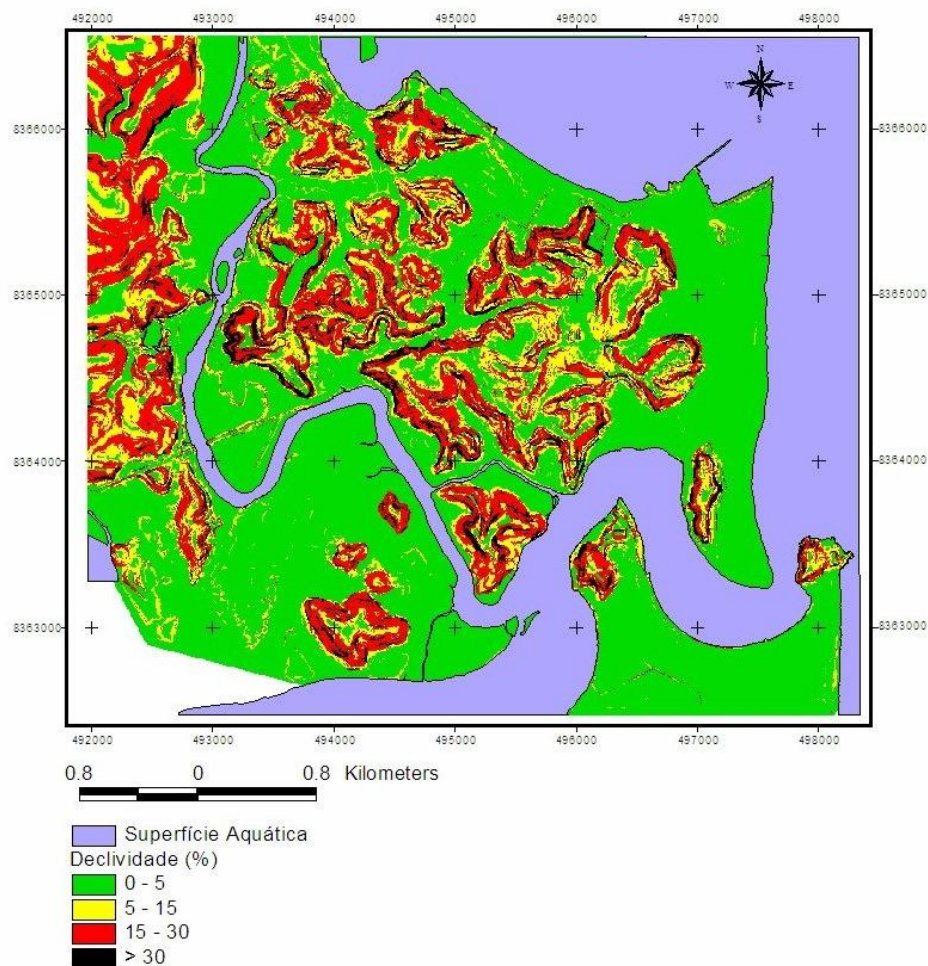 492000 493000 494000 495000 496000 497000 498000
N
W E
S
8366000 8366000
8365000 8365000
8364000 8364000
8363000 8363000
492000 493000 494000 495000 496000 497000 498000
0.8 0 0.8 Kilometers
Superfície Aquática
Declividade (%)
0 - 5
5 - 15
15 - 30
> 30